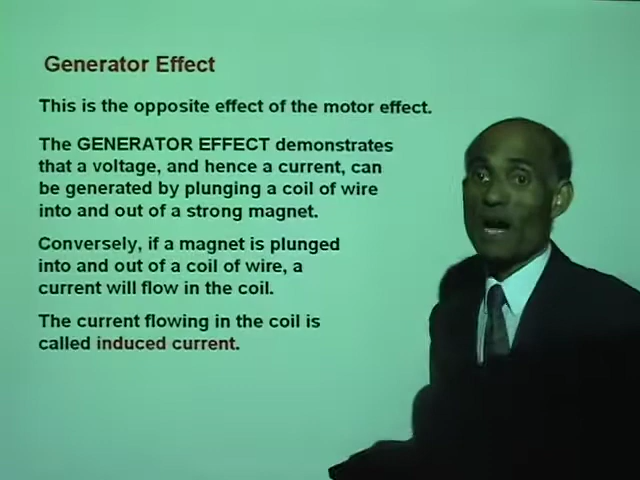 Generator Effect
This is the opposite effect of the motor effect.
The GENERATOR EFFECT demonstrates
that a voltage, and hence a current, can
be generated by plunging a coil of wire
into and out of a strong magnet.
Conversely, if a magnet is plunged
into and out of a coil of wire, a
current will flow in the coil.
The current flowing in the coil is
called induced current.